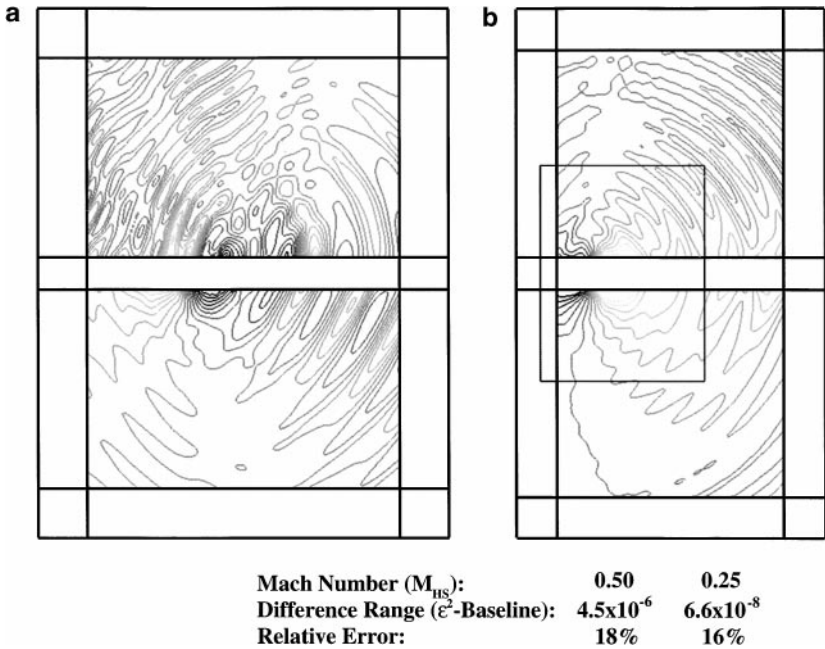 a
b
Mach Number (M_HS): 0.50 0.25
Difference Range (ε²-Baseline): 4.5x10⁻⁶ 6.6x10⁻⁸
Relative Error: 18% 16%